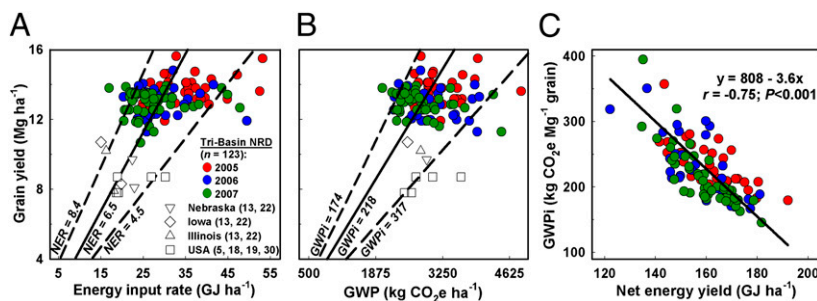 A
16
12
8
4
Grain yield (Mg ha⁻¹)
5
15
25
35
45
55
Energy input rate (GJ ha⁻¹)
NER = 8.4
NER = 6.5
NER = 4.5
Tri-Basin NRD
(n = 123):
2005
2006
2007
Nebraska (13, 22)
Iowa (13, 22)
Illinois (13, 22)
USA (5, 18, 19, 30)
B
500
1875
3250
4625
GWP (kg CO₂e ha⁻¹)
GWPi = 174
GWPi = 218
GWPi = 317
C
400
300
200
100
GWPi (kg CO₂e Mg⁻¹ grain)
y = 808 - 3.6x
r = -0.75; P<0.001
120
140
160
180
200
Net energy yield (GJ ha⁻¹)